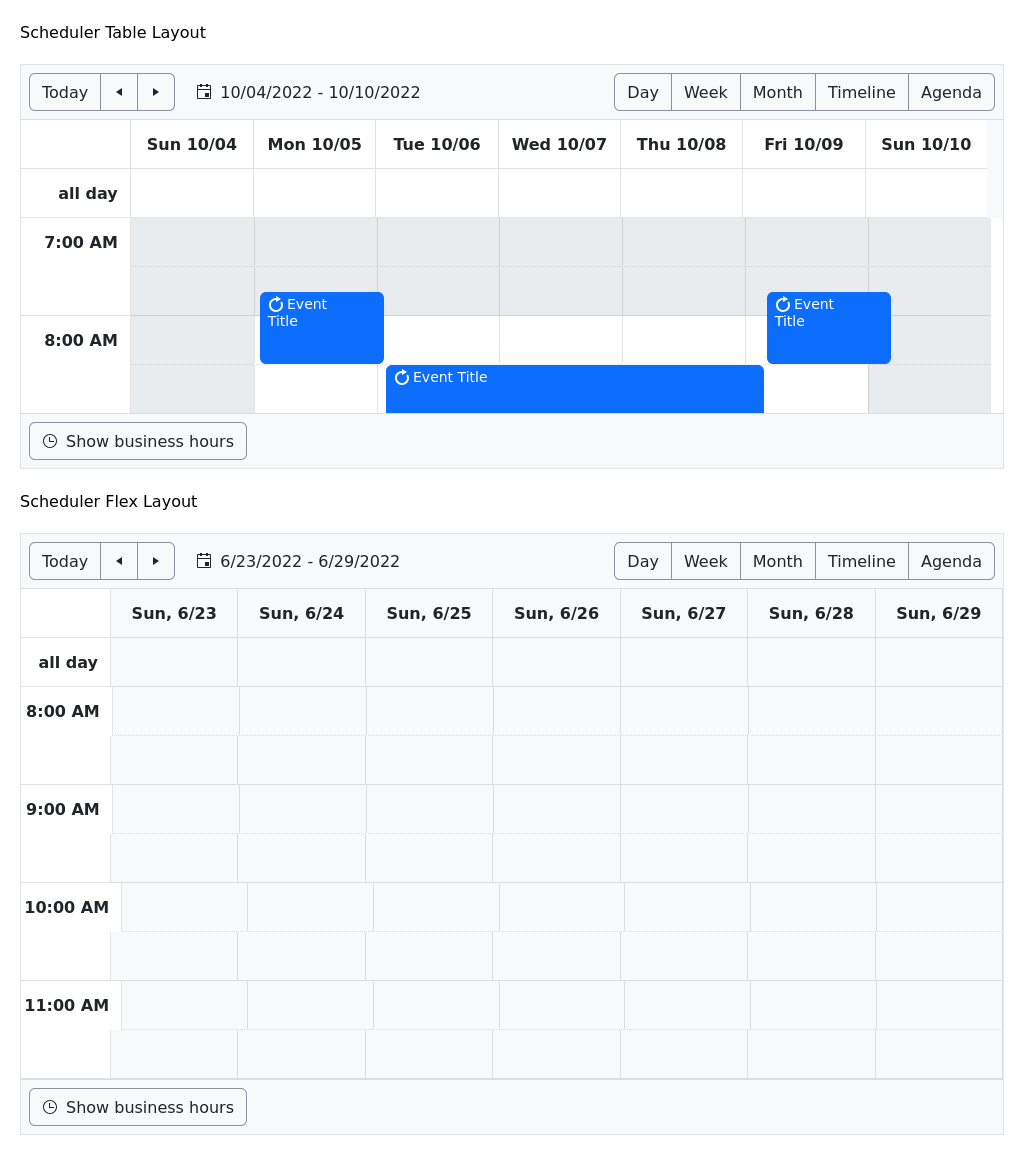 Scheduler Table Layout
Today 10/04/2022 - 10/10/2022 Day Week Month Timeline Agenda
Sun 10/04 Mon 10/05 Tue 10/06 Wed 10/07 Thu 10/08 Fri 10/09 Sun 10/10
all day
7:00 AM
Event Title
Event Title
8:00 AM
Event Title
Show business hours
Scheduler Flex Layout
Today 6/23/2022 - 6/29/2022 Day Week Month Timeline Agenda
Sun, 6/23 Sun, 6/24 Sun, 6/25 Sun, 6/26 Sun, 6/27 Sun, 6/28 Sun, 6/29
all day
8:00 AM
9:00 AM
10:00 AM
11:00 AM
Show business hours